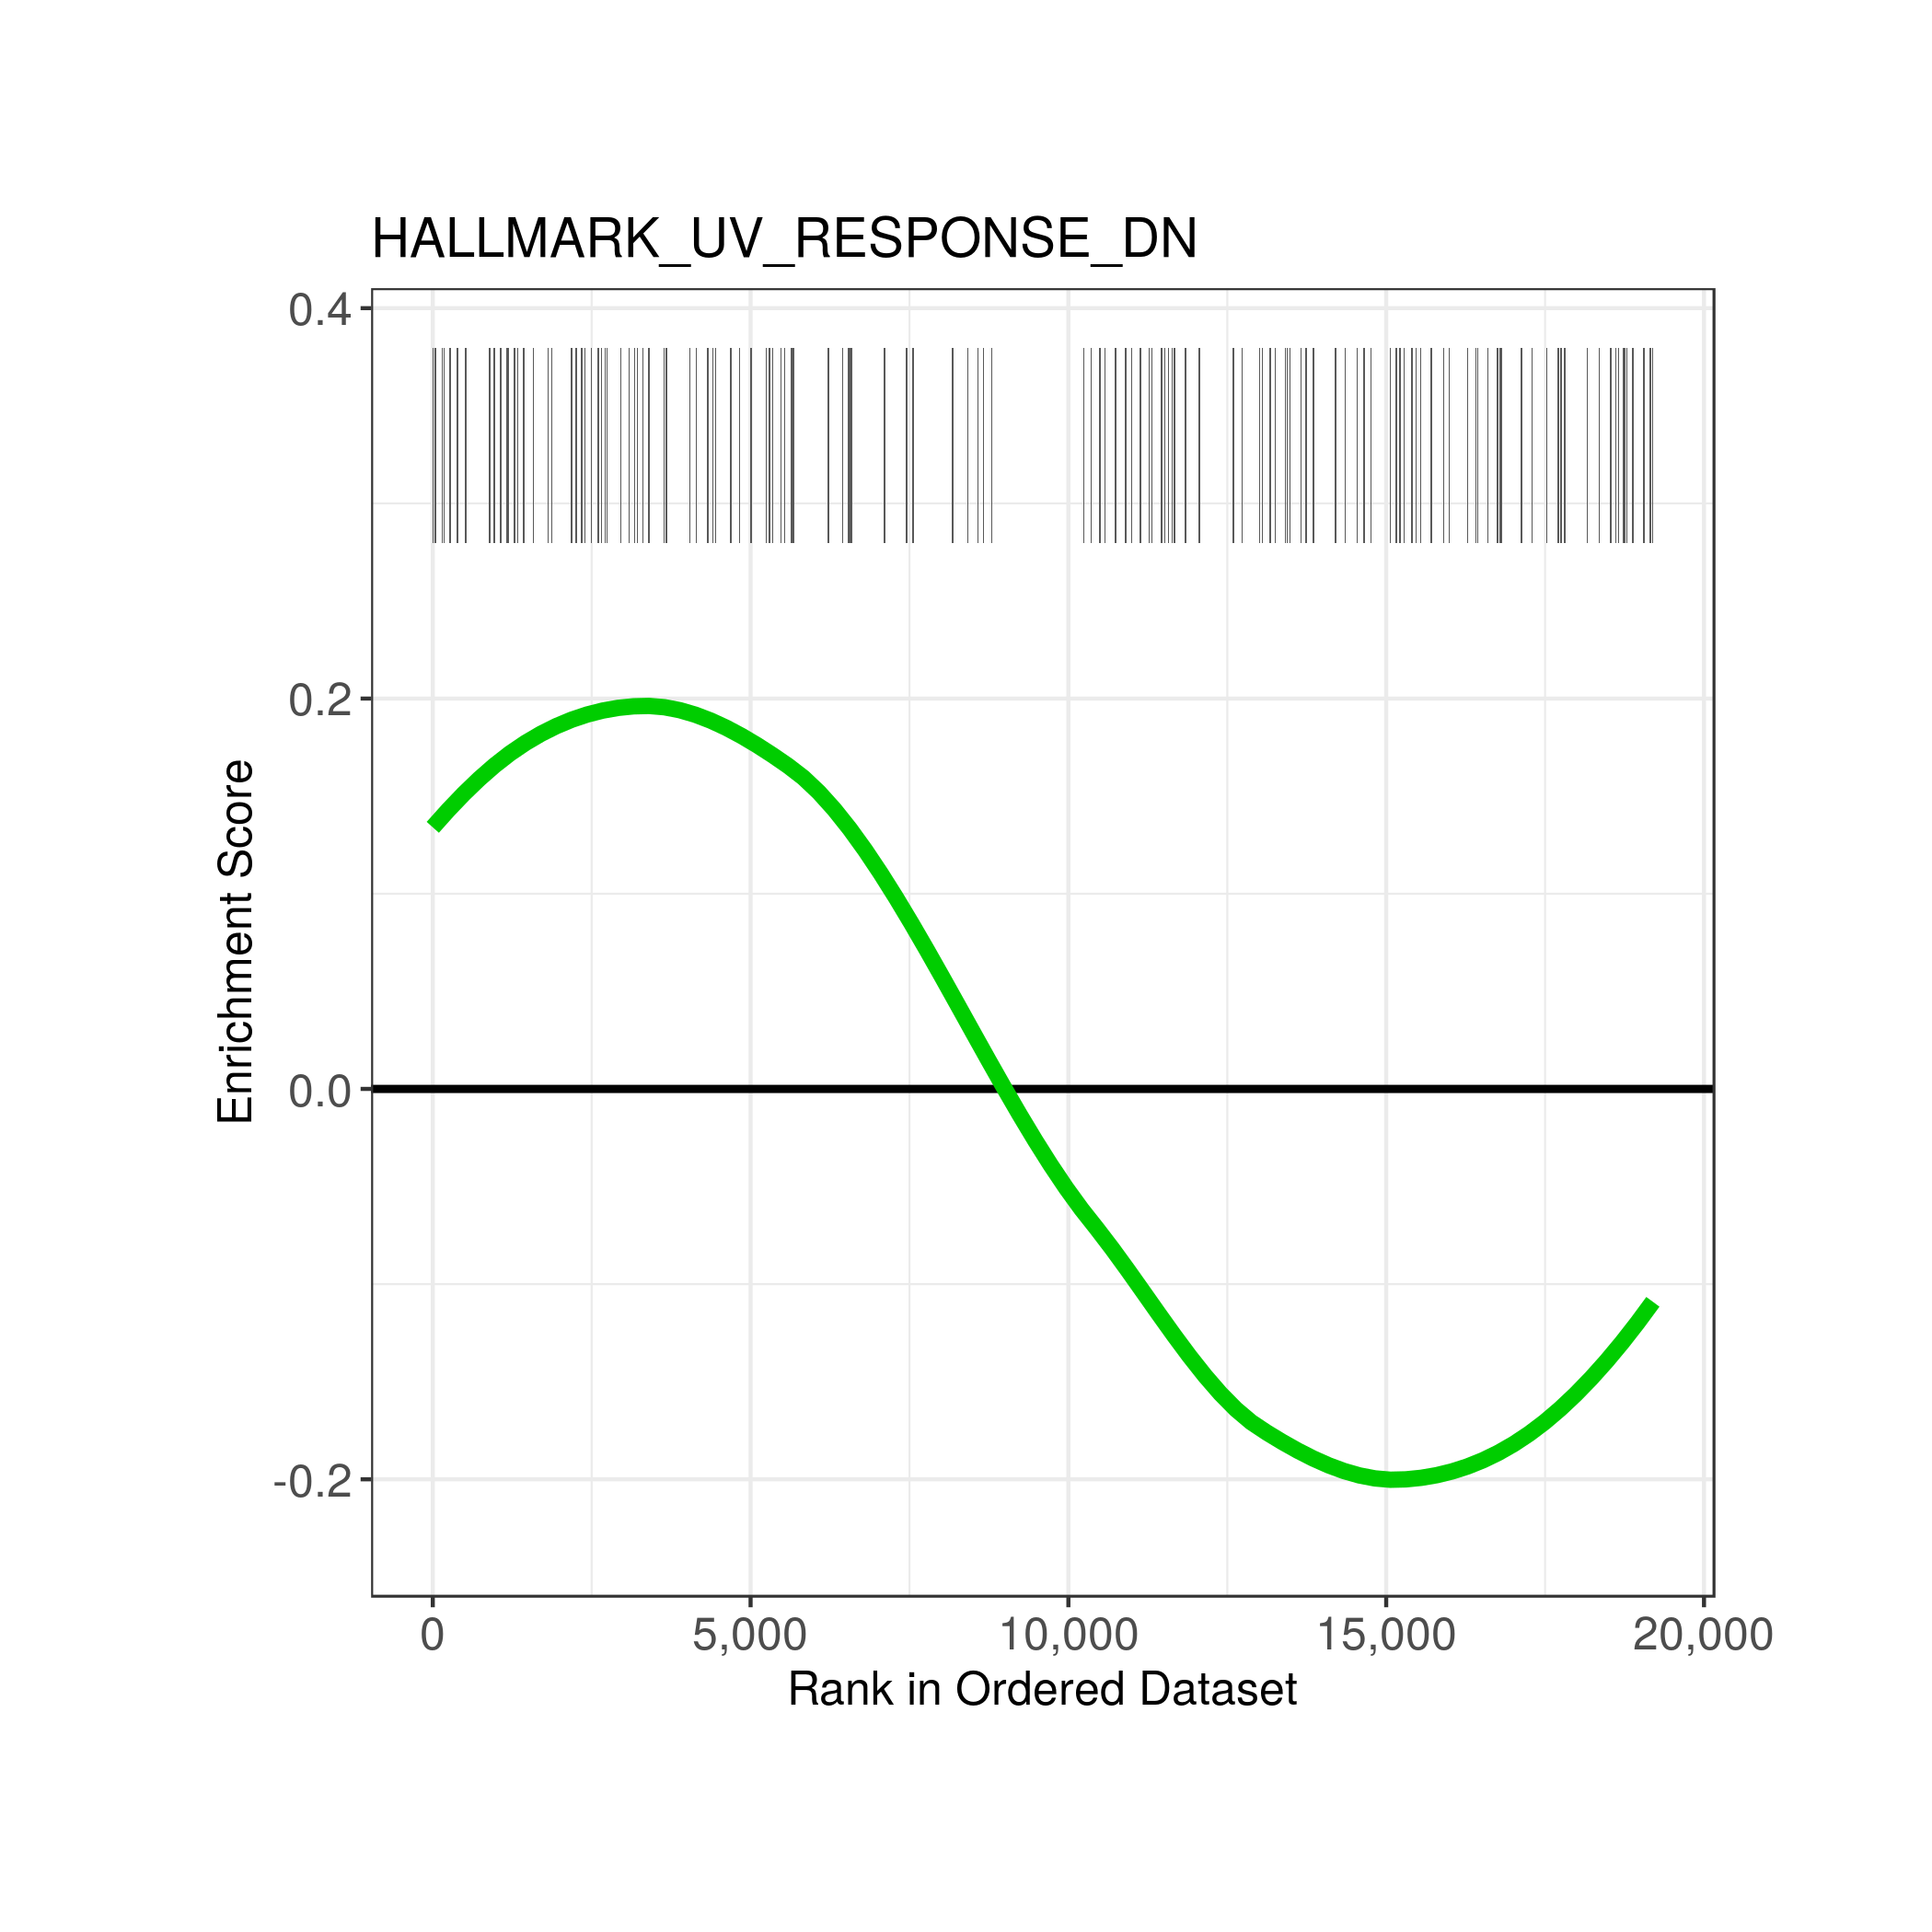 HALLMARK_UV_RESPONSE_DN
0.4
0.2
0.0
-0.2
Enrichment Score
0 5,000 10,000 15,000 20,000
Rank in Ordered Dataset